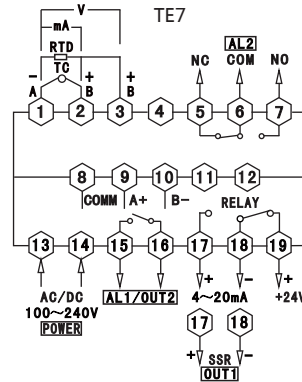 V
TE7
mA
NC
AL2
COM
NO
RTD
TC
- + +
A B B
1 2 3 4 5 6 7
8 9 10 11 12
COMM A+ B-
RELAY
13 14 15 16 17 18 19
+ - +
AC/DC
100~240V
POWER
AL1/OUT2
4~20mA
+24V
17 18
+ SSR -
OUT1